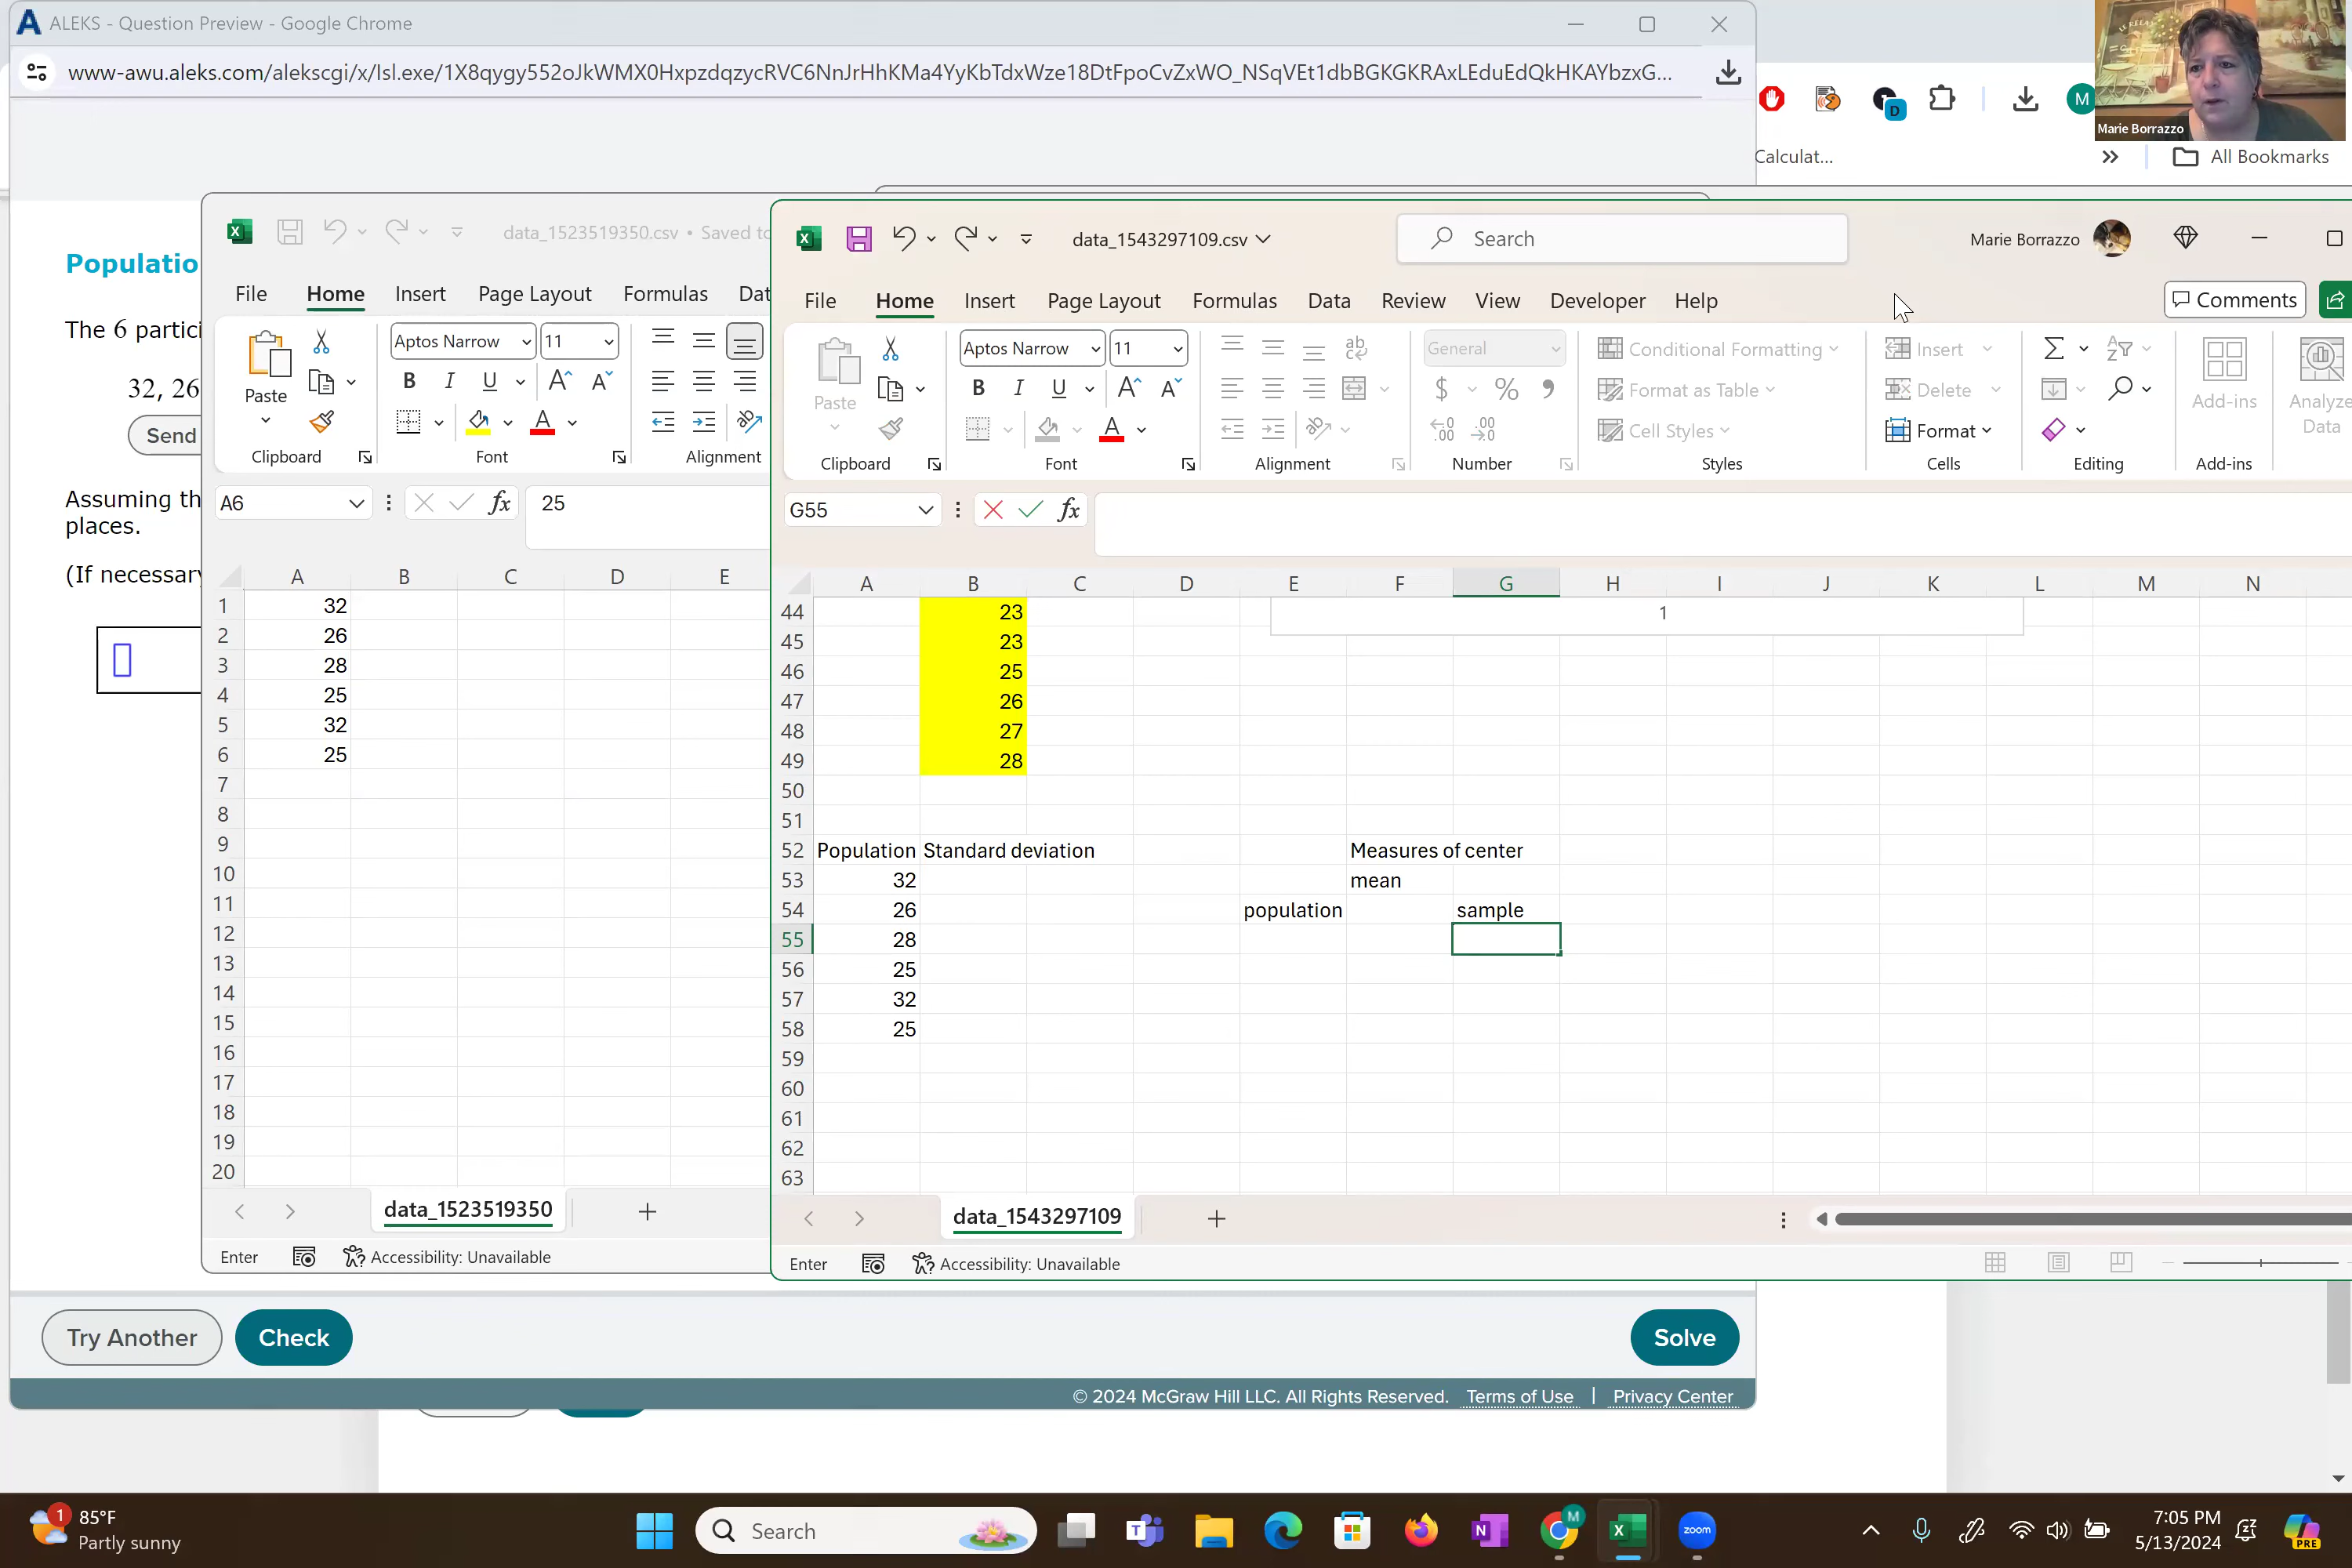 ALEKS - Question Preview - Google Chrome
www-awu.aleks.com/alekscgi/x/Isl.exe/1X8qygy552oJkWMX0HxpzdqzycRVC6NnJrHhKMa4YyKbTdxWze18DtFpoCvZxWO_NSqVEt1dbBGKGKRAxLEduEdQkHKAYbzxG...
D
M
Marie Borrazzo
Calculat...
All Bookmarks
Populatio
The 6 partici
32, 26
Send
Assuming th
places.
(If necessary
data_1523519350.csv • Saved to
File Home Insert Page Layout Formulas Dat
Paste
Aptos Narrow 11
B I U A A
A
Clipboard Font Alignment
A6 fx 25
A B C D E
1 32
2 26
3 28
4 25
5 32
6 25
7
8
9
10
11
12
13
14
15
16
17
18
19
20
data_1523519350
Enter Accessibility: Unavailable
data_1543297109.csv
Search
Marie Borrazzo
File Home Insert Page Layout Formulas Data Review View Developer Help
Comments
Paste
Aptos Narrow 11
B I U A A
A
ab
General
$ % 9
Conditional Formatting
Format as Table
Cell Styles
Insert
Delete
Format
Add-ins
Analyze
Data
Clipboard Font Alignment Number Styles Cells Editing Add-ins
G55 fx
A B C D E F G H I J K L M N
44 23 1
45 23
46 25
47 26
48 27
49 28
50
51
52 Population Standard deviation Measures of center
53 32 mean
54 26 population sample
55 28
56 25
57 32
58 25
59
60
61
62
63
data_1543297109
Enter Accessibility: Unavailable
Try Another Check Solve
© 2024 McGraw Hill LLC. All Rights Reserved. Terms of Use | Privacy Center
1
85°F
Partly sunny
Search
T
N
M
zoom
7:05 PM
5/13/2024
PRE